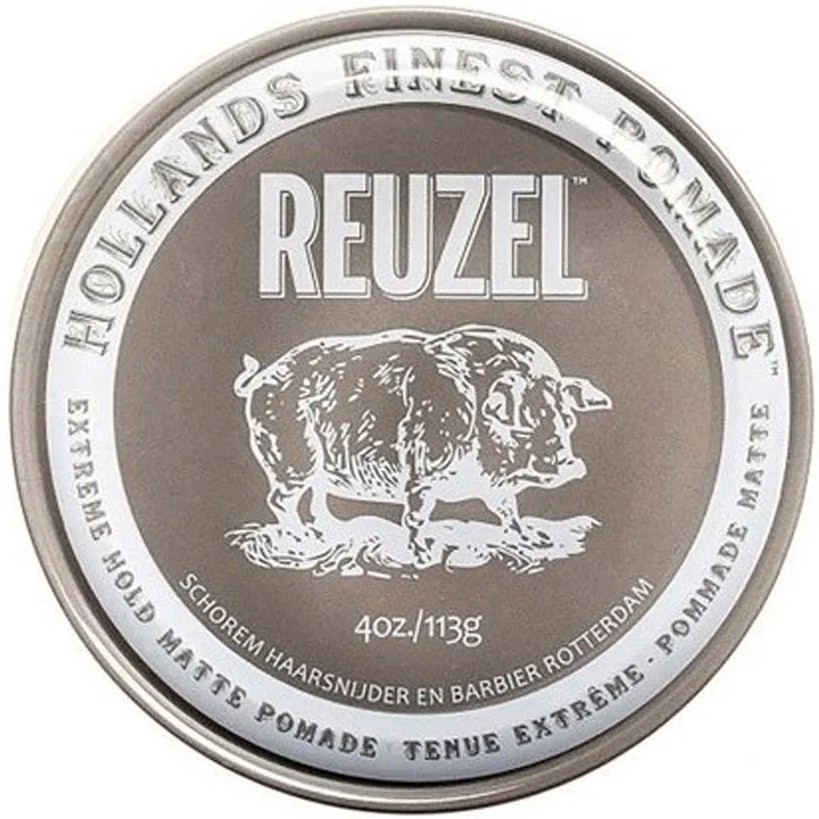 HOLLANDS FINEST POMADE™
REUZEL™
4oz./113g
SCHOREM HAARSNIJDER EN BARBIER ROTTERDAM
EXTREME HOLD MATTE POMADE TENUE EXTRÊME · POMMADE MATTE